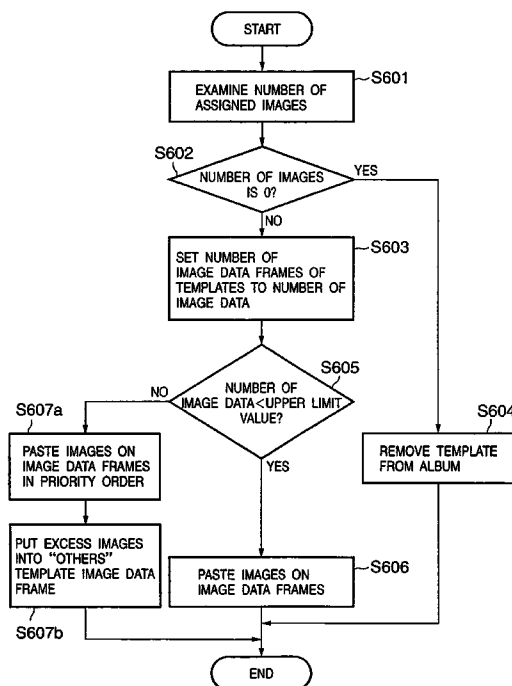 START
S601
EXAMINE NUMBER OF
ASSIGNED IMAGES
S602
NUMBER OF IMAGES
IS 0?
YES
NO
S603
SET NUMBER OF
IMAGE DATA FRAMES OF
TEMPLATES TO NUMBER OF
IMAGE DATA
S605
NUMBER OF
IMAGE DATA<UPPER LIMIT
VALUE?
NO
YES
S607a
PASTE IMAGES ON
IMAGE DATA FRAMES
IN PRIORITY ORDER
S604
REMOVE TEMPLATE
FROM ALBUM
PUT EXCESS IMAGES
INTO "OTHERS"
TEMPLATE IMAGE DATA
FRAME
S607b
S606
PASTE IMAGES ON
IMAGE DATA FRAMES
END